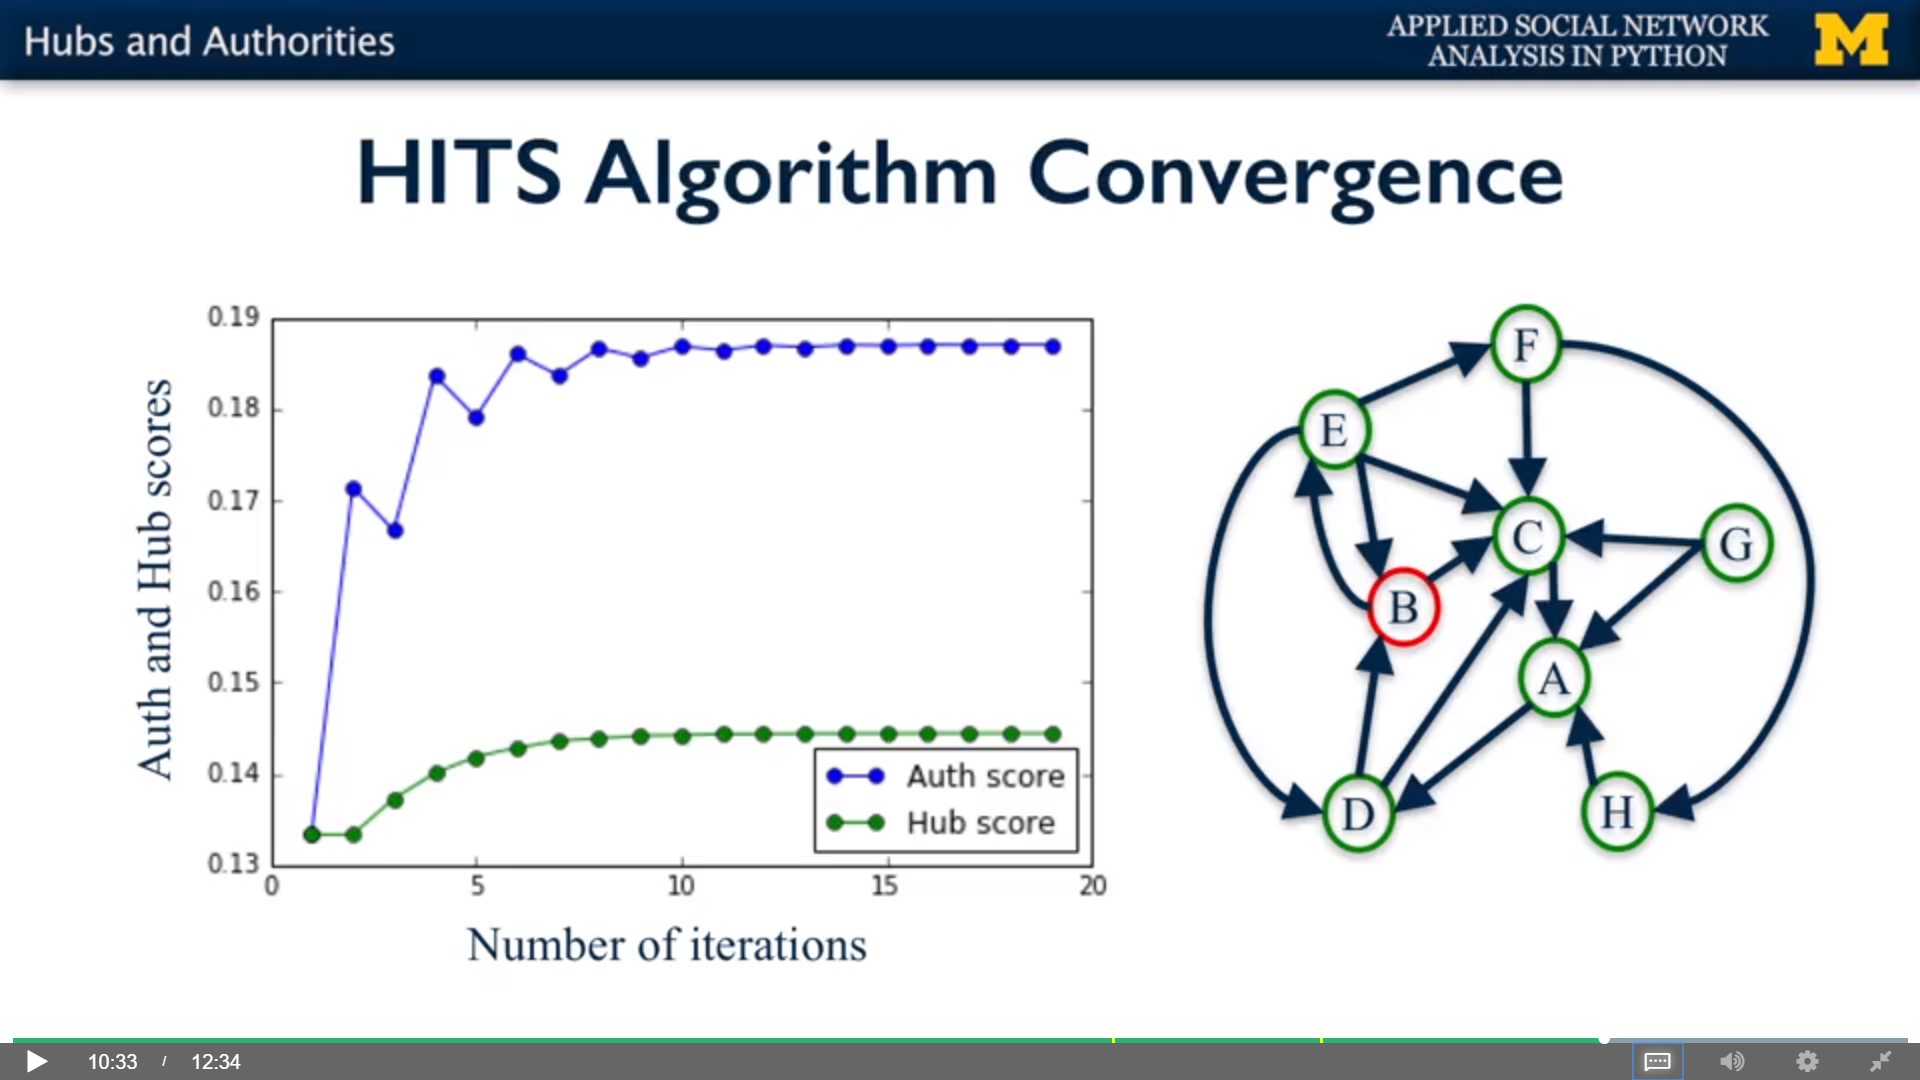 Hubs and Authorities
APPLIED SOCIAL NETWORK
ANALYSIS IN PYTHON
M
HITS Algorithm Convergence
Auth and Hub scores
0.19
0.18
0.17
0.16
0.15
0.14
0.13
0
5
10
15
20
Auth score
Hub score
Number of iterations
F
E
C
G
B
A
D
H
10:33 / 12:34